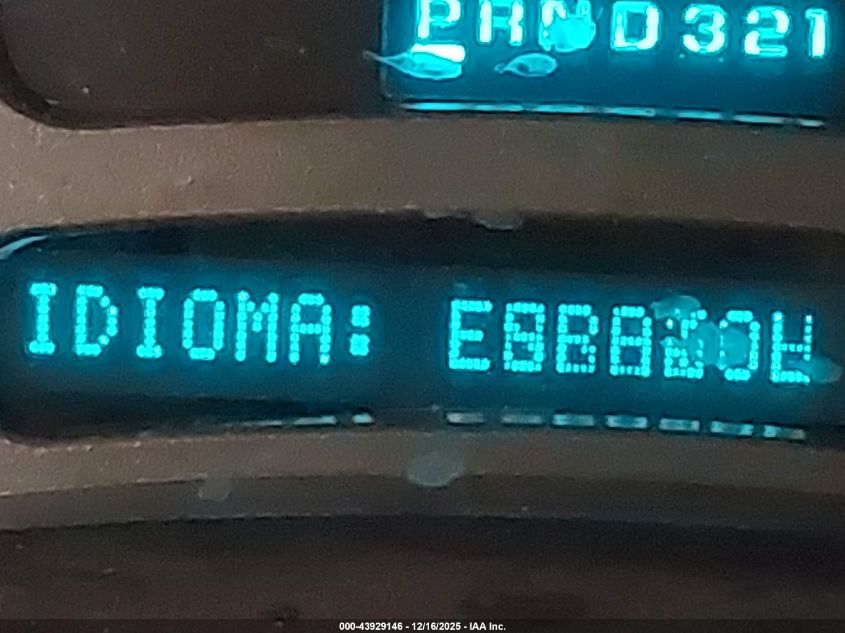 PRND321
IDIOMA:
000-43929146 - 12/16/2025 - IAA Inc.